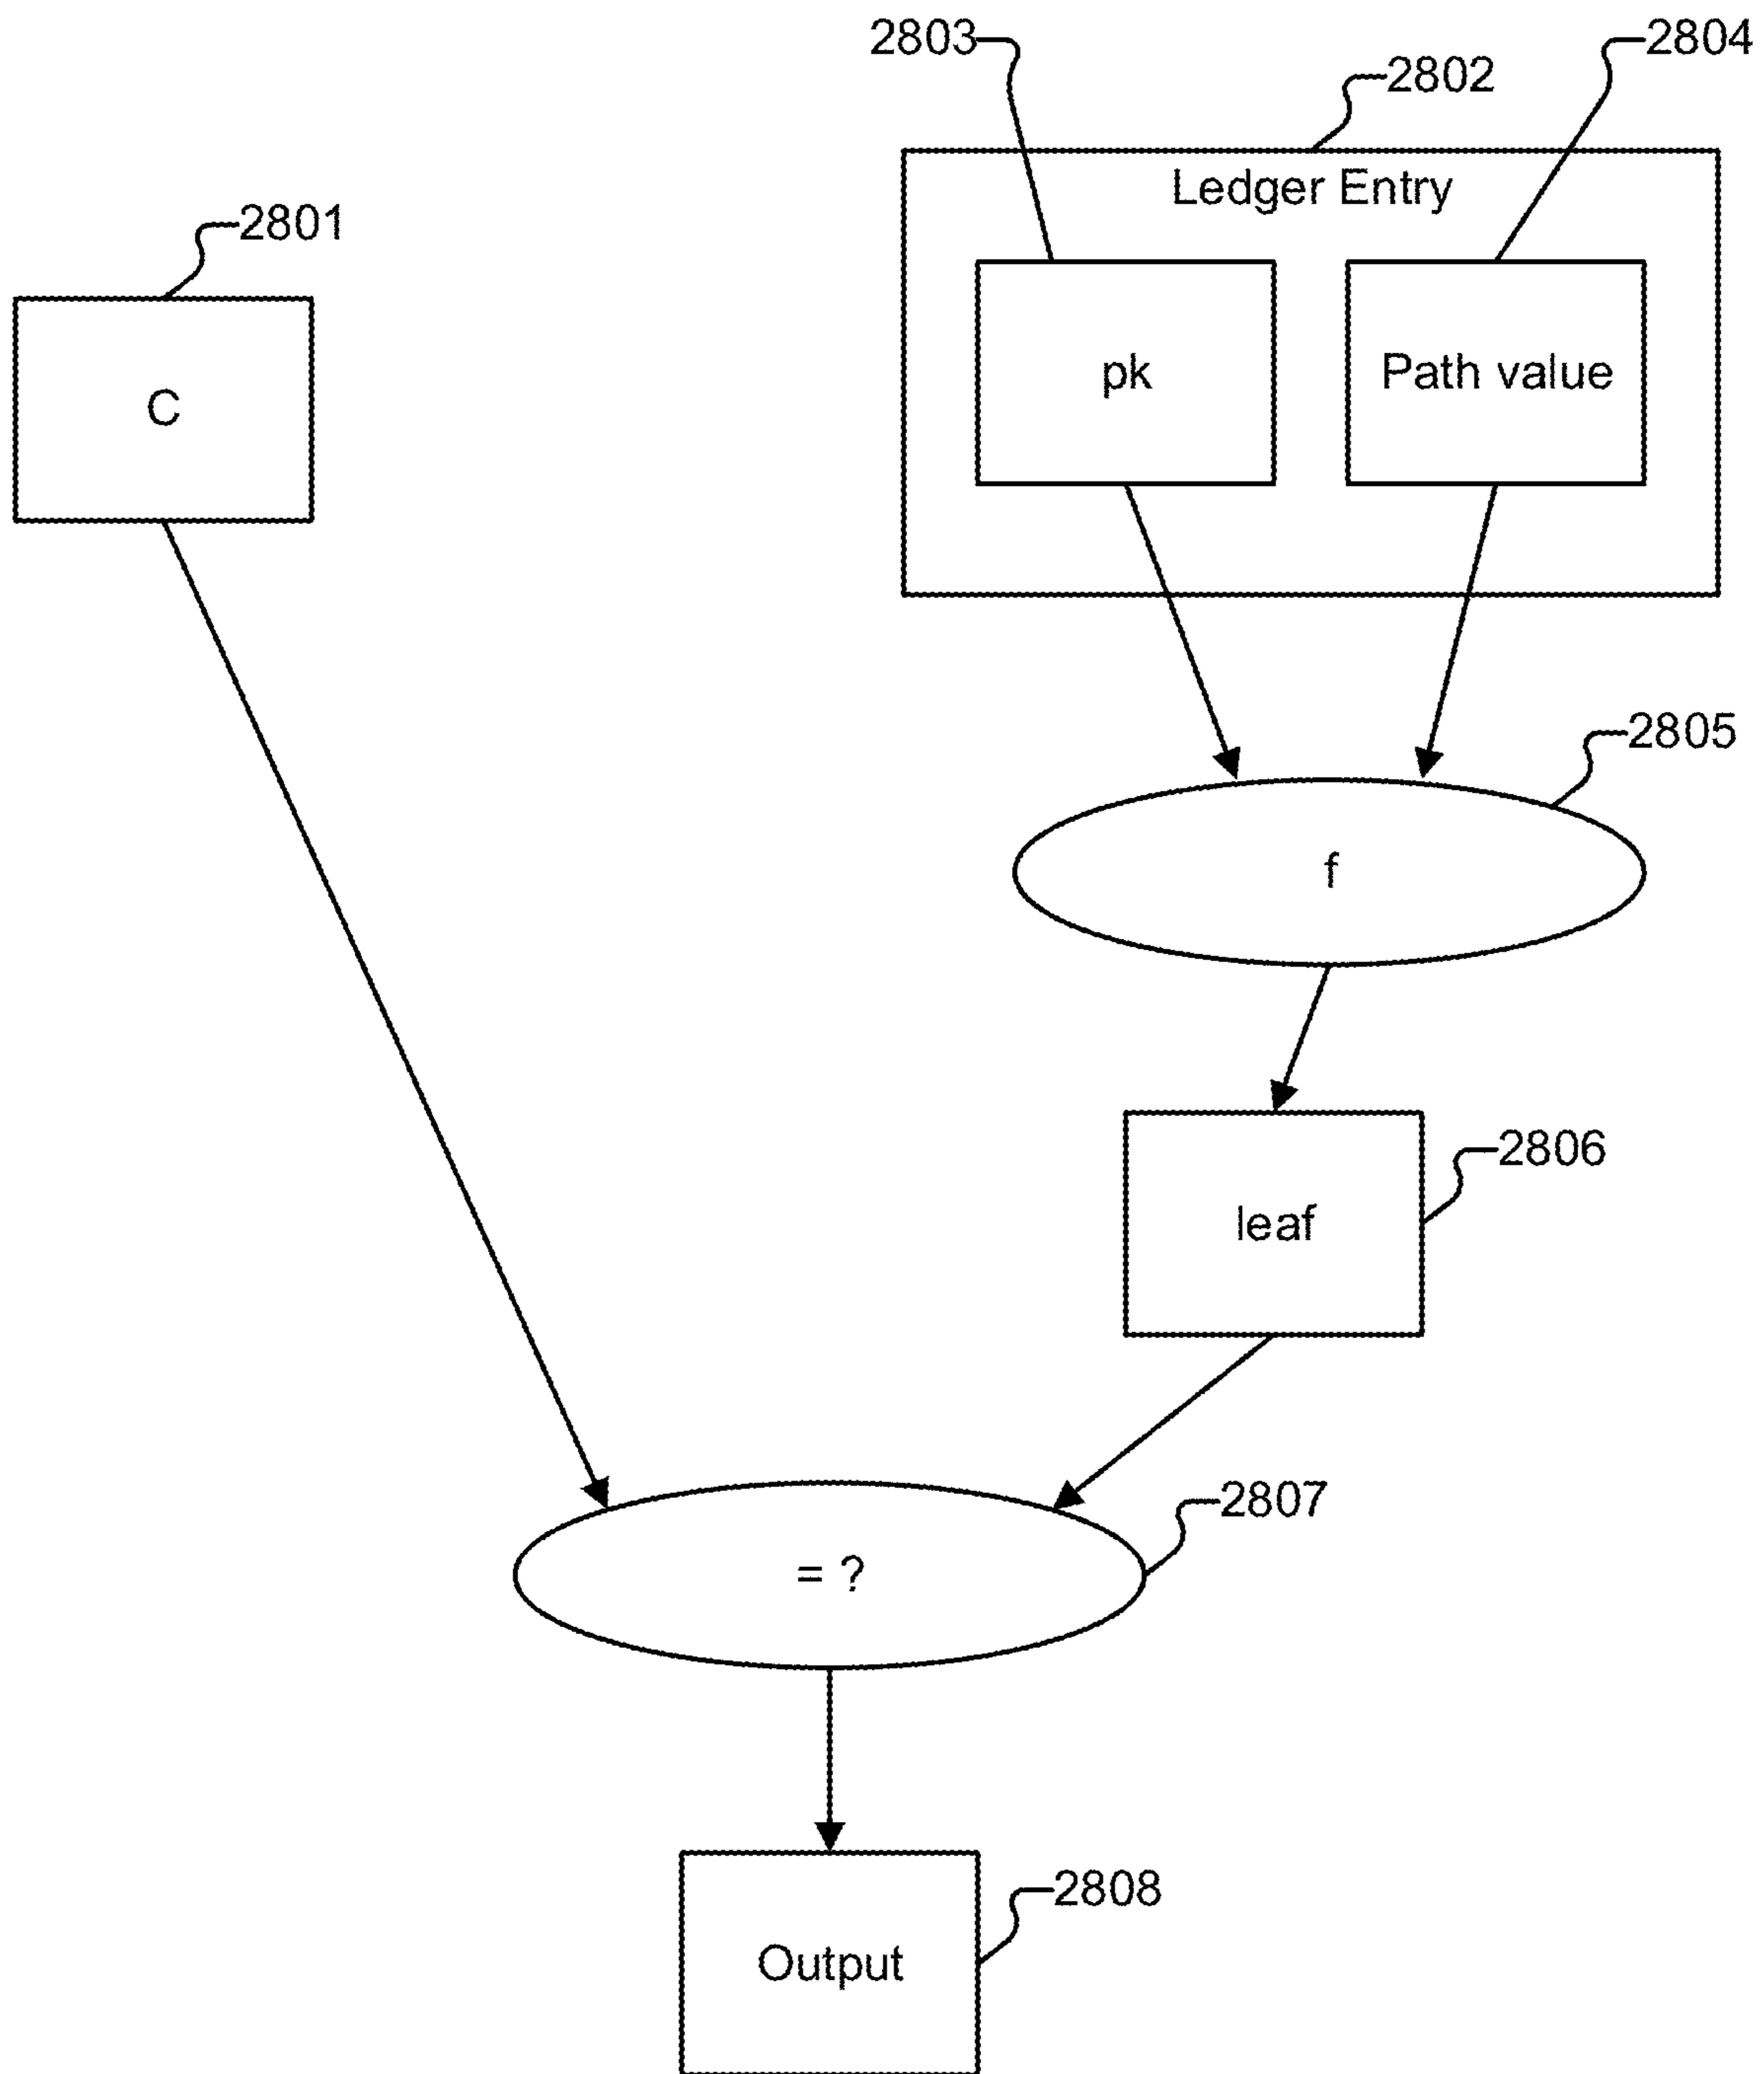 2803
2804
2802
Ledger Entry
2801
pk
Path value
C
2805
f
2806
leaf
2807
= ?
2808
Output